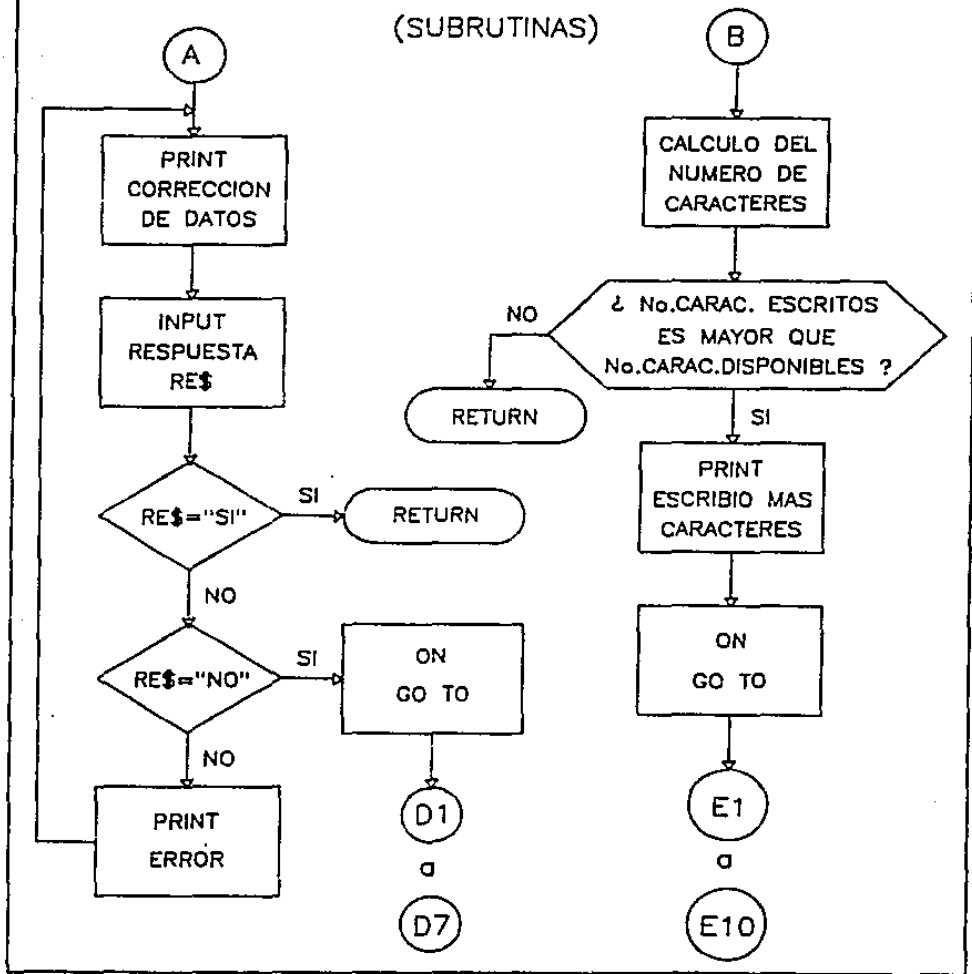 (SUBRUTINAS)
A
PRINT
CORRECCION
DE DATOS
INPUT
RESPUESTA
RE$
RE$="SI"
SI
RETURN
NO
RE$="NO"
SI
ON
GO TO
NO
PRINT
ERROR
D1
a
D7
B
CALCULO DEL
NUMERO DE
CARACTERES
¿ No.CARAC. ESCRITOS
ES MAYOR QUE
No.CARAC.DISPONIBLES ?
NO
RETURN
SI
PRINT
ESCRIBIO MAS
CARACTERES
ON
GO TO
E1
a
E10